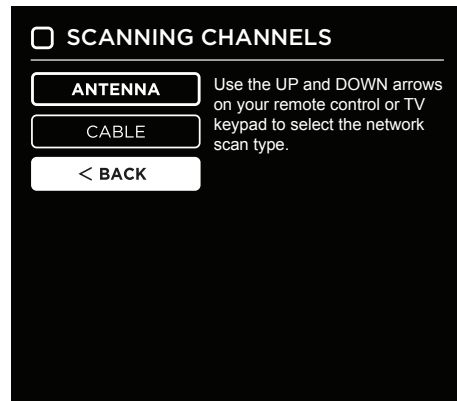 SCANNING CHANNELS
ANTENNA
CABLE
< BACK
Use the UP and DOWN arrows
on your remote control or TV
keypad to select the network
scan type.